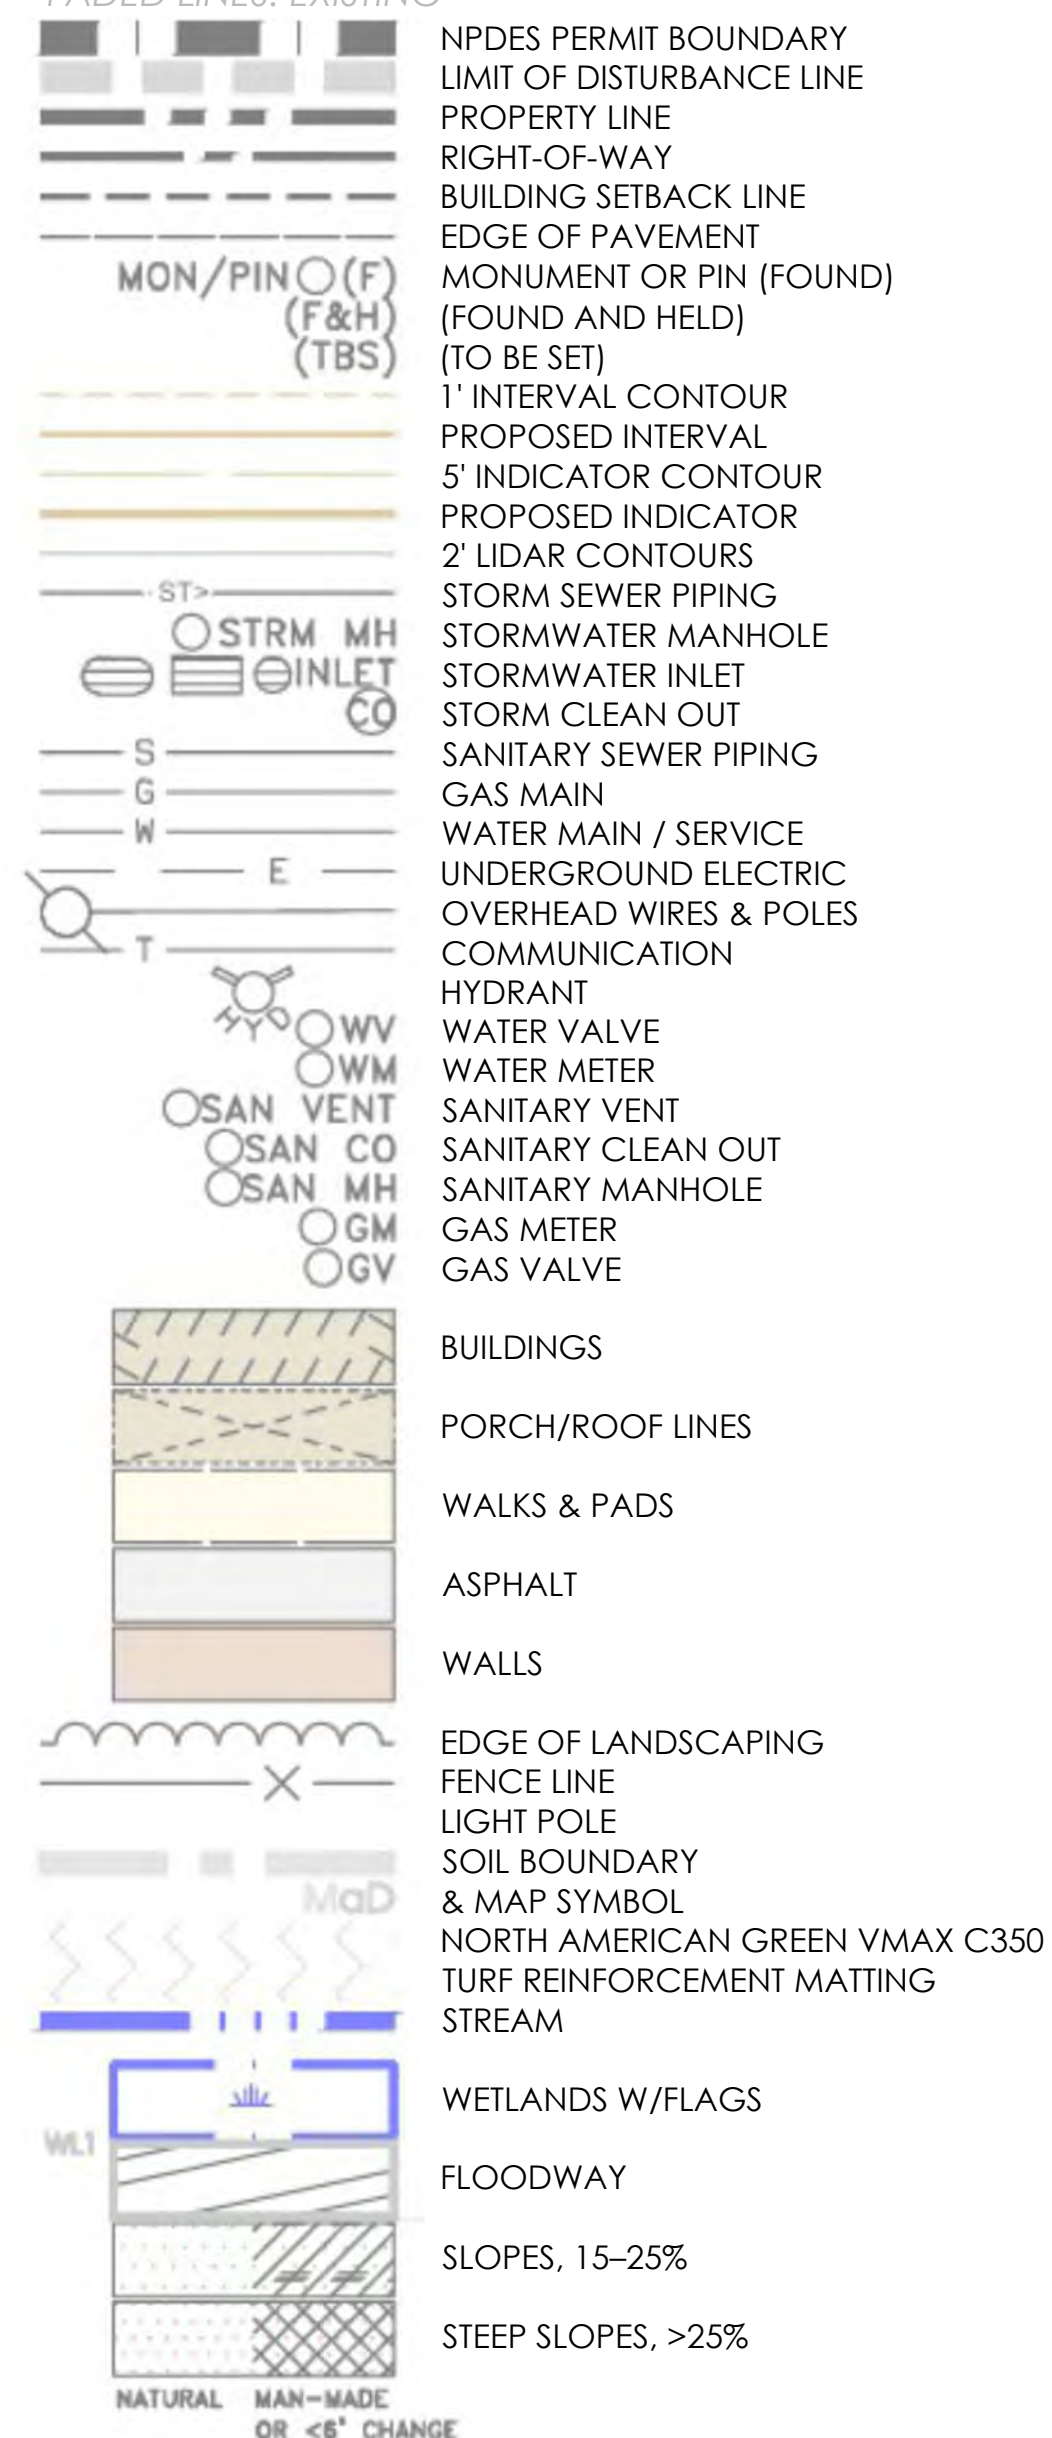 FADED LINES: EXISTING
NPDES PERMIT BOUNDARY
LIMIT OF DISTURBANCE LINE
PROPERTY LINE
RIGHT-OF-WAY
BUILDING SETBACK LINE
EDGE OF PAVEMENT
MON/PIN (F) MONUMENT OR PIN (FOUND)
(F&H) (FOUND AND HELD)
(TBS) (TO BE SET)
1' INTERVAL CONTOUR
PROPOSED INTERVAL
5' INDICATOR CONTOUR
PROPOSED INDICATOR
2' LIDAR CONTOURS
ST> STORM SEWER PIPING
STRM MH STORMWATER MANHOLE
INLET STORMWATER INLET
CO STORM CLEAN OUT
S SANITARY SEWER PIPING
G GAS MAIN
W WATER MAIN / SERVICE
E UNDERGROUND ELECTRIC
OVERHEAD WIRES & POLES
T COMMUNICATION
HYD HYDRANT
WV WATER VALVE
WM WATER METER
SAN VENT SANITARY VENT
SAN CO SANITARY CLEAN OUT
SAN MH SANITARY MANHOLE
GM GAS METER
GV GAS VALVE
BUILDINGS
PORCH/ROOF LINES
WALKS & PADS
ASPHALT
WALLS
EDGE OF LANDSCAPING
X FENCE LINE
LIGHT POLE
SOIL BOUNDARY
MaD & MAP SYMBOL
NORTH AMERICAN GREEN VMAX C350
TURF REINFORCEMENT MATTING
STREAM
WETLANDS W/FLAGS
WL1
FLOODWAY
SLOPES, 15–25%
STEEP SLOPES, >25%
NATURAL MAN-MADE
OR <6' CHANGE